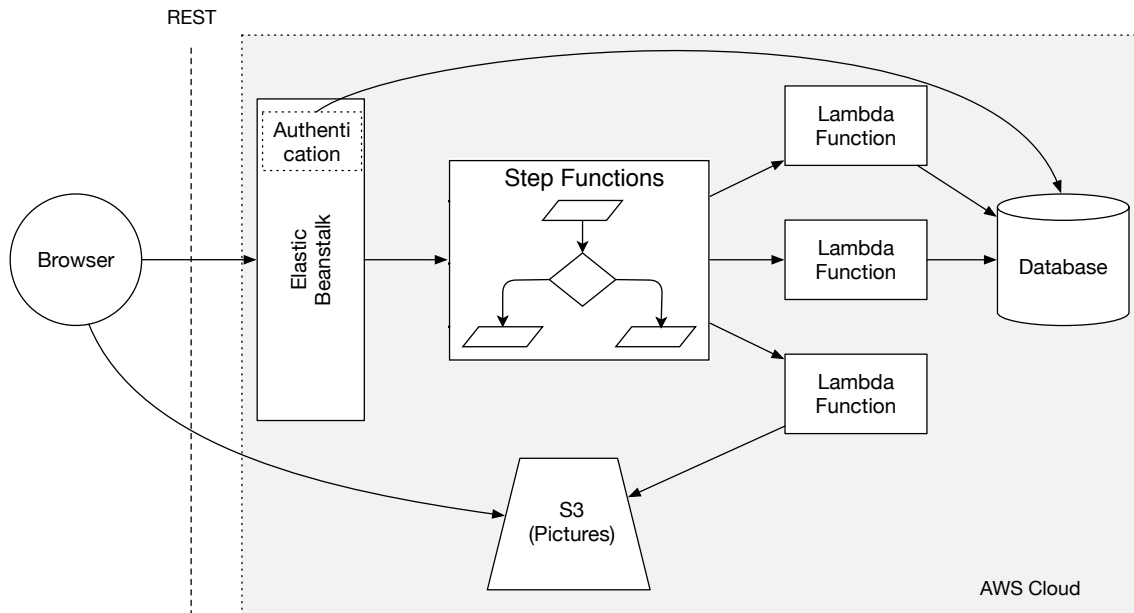 REST
Authenti
cation
Elastic
Beanstalk
Browser
Step Functions
Lambda
Function
Lambda
Function
Lambda
Function
Database
S3
(Pictures)
AWS Cloud